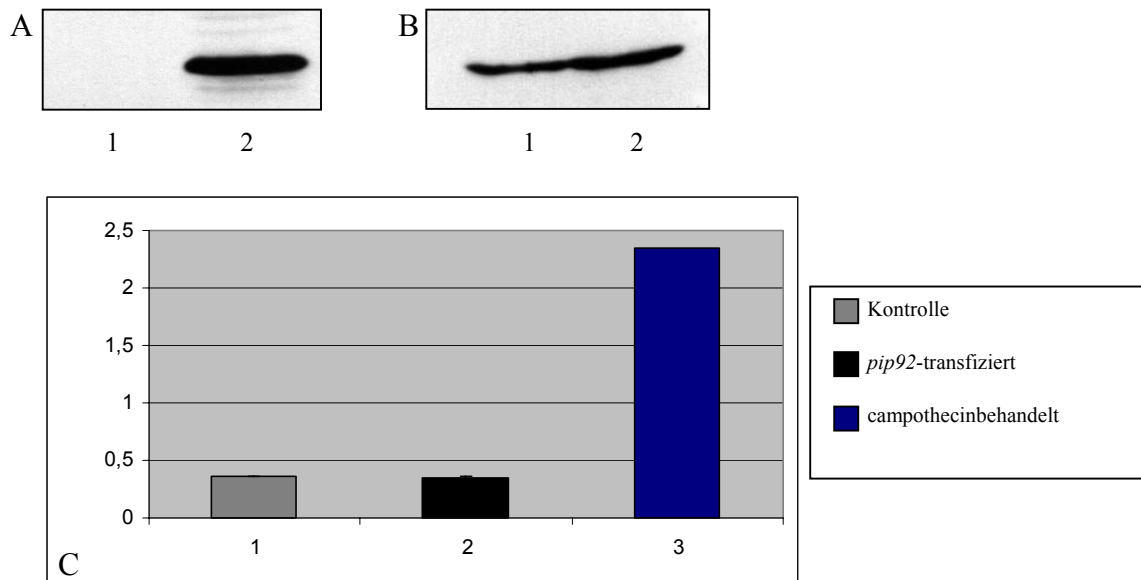 A
B
1 2
1 2
2,5
2
1,5
1
0,5
0
1 2 3
C
Kontrolle
pip92-transfiziert
campothecinbehandelt